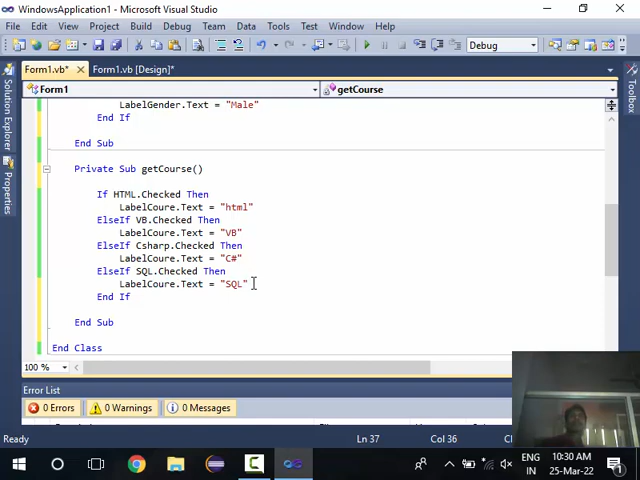 WindowsApplication1 - Microsoft Visual Studio
File Edit View Project Build Debug Team Data Tools Test Window Help
Debug
Form1.vb* Form1.vb [Design]*
Form1 getCourse
LabelGender.Text = "Male"
End If
End Sub
Private Sub getCourse()
If HTML.Checked Then
LabelCoure.Text = "html"
ElseIf VB.Checked Then
LabelCoure.Text = "VB"
ElseIf Csharp.Checked Then
LabelCoure.Text = "C#"
ElseIf SQL.Checked Then
LabelCoure.Text = "SQL"
End If
End Sub
End Class
Solution Explorer
Properties
Toolbox
100 %
Error List
0 Errors 0 Warnings 0 Messages
Ready Ln 37 Col 36
ENG 10:30 AM
IN 25-Mar-22